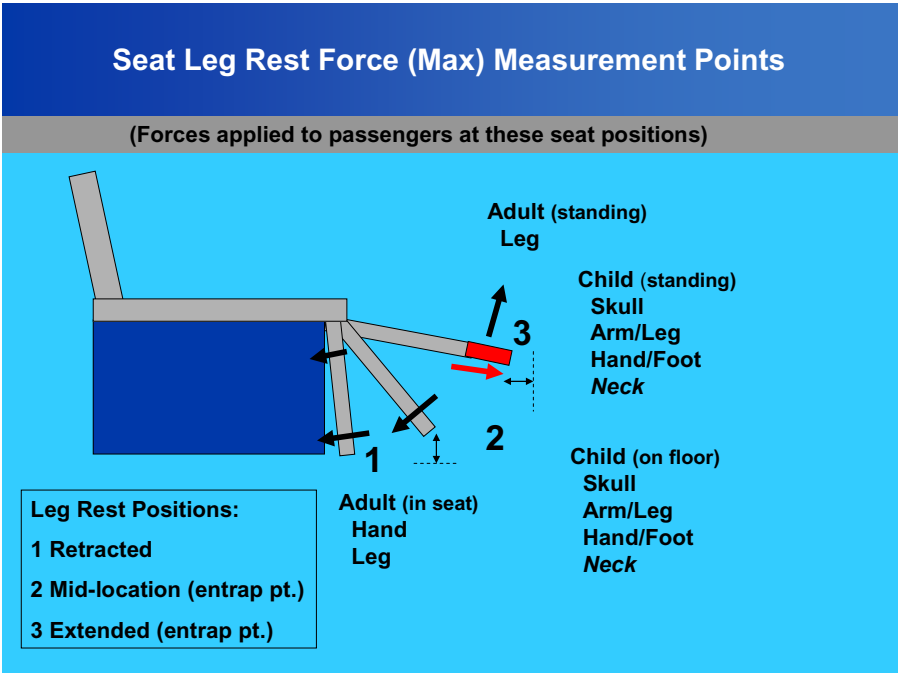 Seat Leg Rest Force (Max) Measurement Points
(Forces applied to passengers at these seat positions)
Adult (standing)
Leg
Child (standing)
Skull
Arm/Leg
Hand/Foot
Neck
3
2
1
Child (on floor)
Skull
Arm/Leg
Hand/Foot
Neck
Adult (in seat)
Hand
Leg
Leg Rest Positions:
1 Retracted
2 Mid-location (entrap pt.)
3 Extended (entrap pt.)